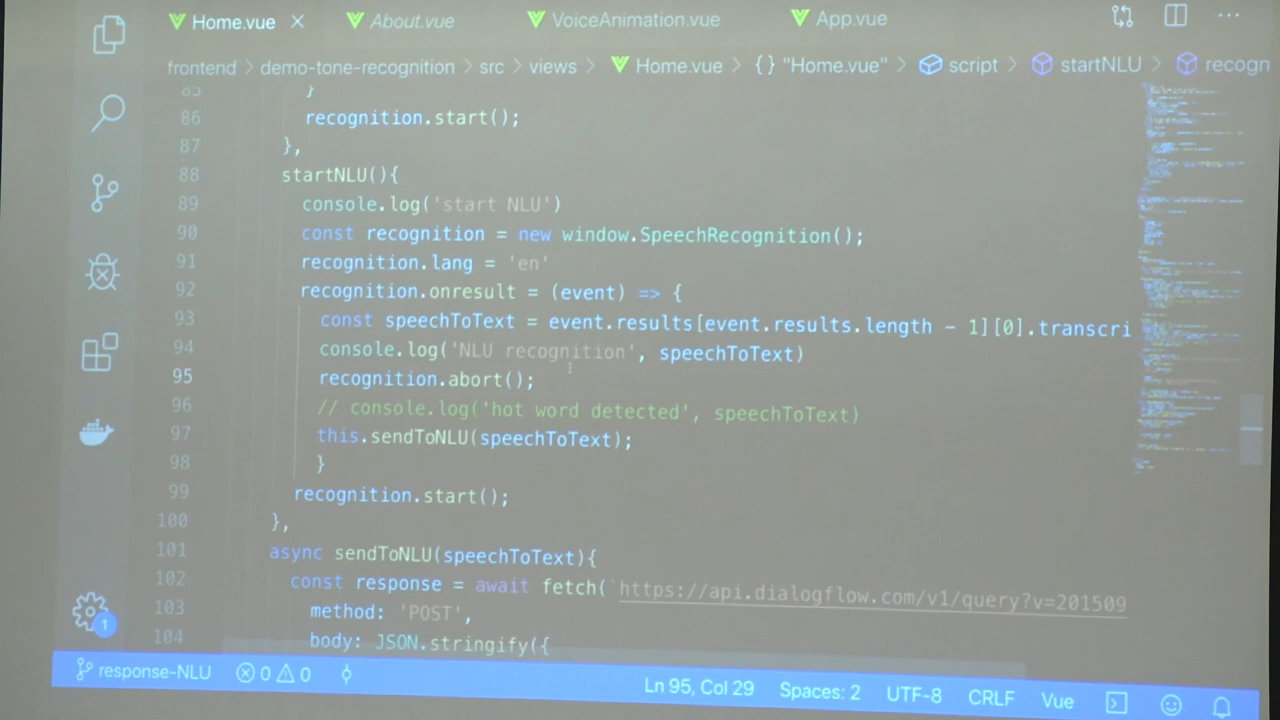 Home.vue
About.vue
VoiceAnimation.vue
App.vue
frontend > demo-tone-recognition > src > views > Home.vue > {} "Home.vue" > script > startNLU > recogn
85 }
86 recognition.start();
87 },
88 startNLU(){
89 console.log('start NLU')
90 const recognition = new window.SpeechRecognition();
91 recognition.lang = 'en'
92 recognition.onresult = (event) => {
93 const speechToText = event.results[event.results.length - 1][0].transcri
94 console.log('NLU recognition', speechToText)
95 recognition.abort();
96 // console.log('hot word detected', speechToText)
97 this.sendToNLU(speechToText);
98 }
99 recognition.start();
100 },
101 async sendToNLU(speechToText){
102 const response = await fetch(`https://api.dialogflow.com/v1/query?v=201509
103 method: 'POST',
104 body: JSON.stringify({
1
response-NLU 0 0 Ln 95, Col 29 Spaces: 2 UTF-8 CRLF Vue